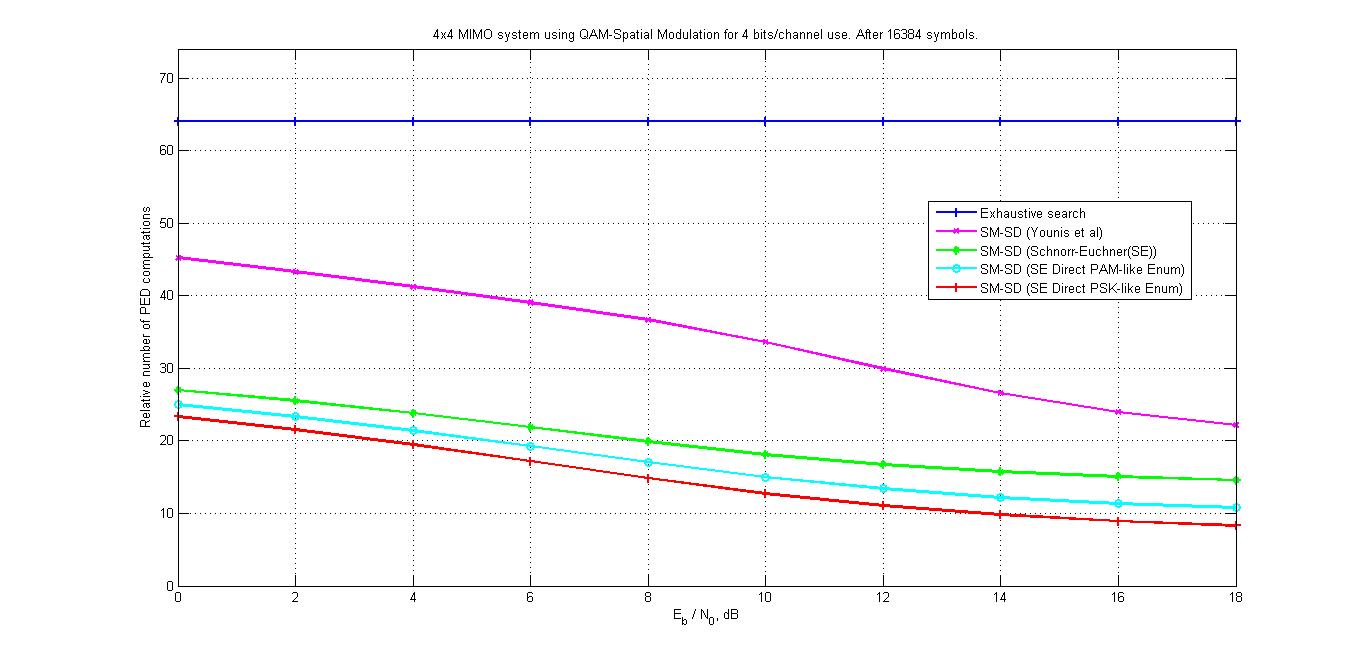 4x4 MIMO system using QAM-Spatial Modulation for 4 bits/channel use. After 16384 symbols.
70
60
50
40
30
20
10
0
Relative number of PED computations
Exhaustive search
SM-SD (Younis et al)
SM-SD (Schnorr-Euchner(SE))
SM-SD (SE Direct PAM-like Enum)
SM-SD (SE Direct PSK-like Enum)
0 2 4 6 8 10 12 14 16 18
E_b / N_0, dB